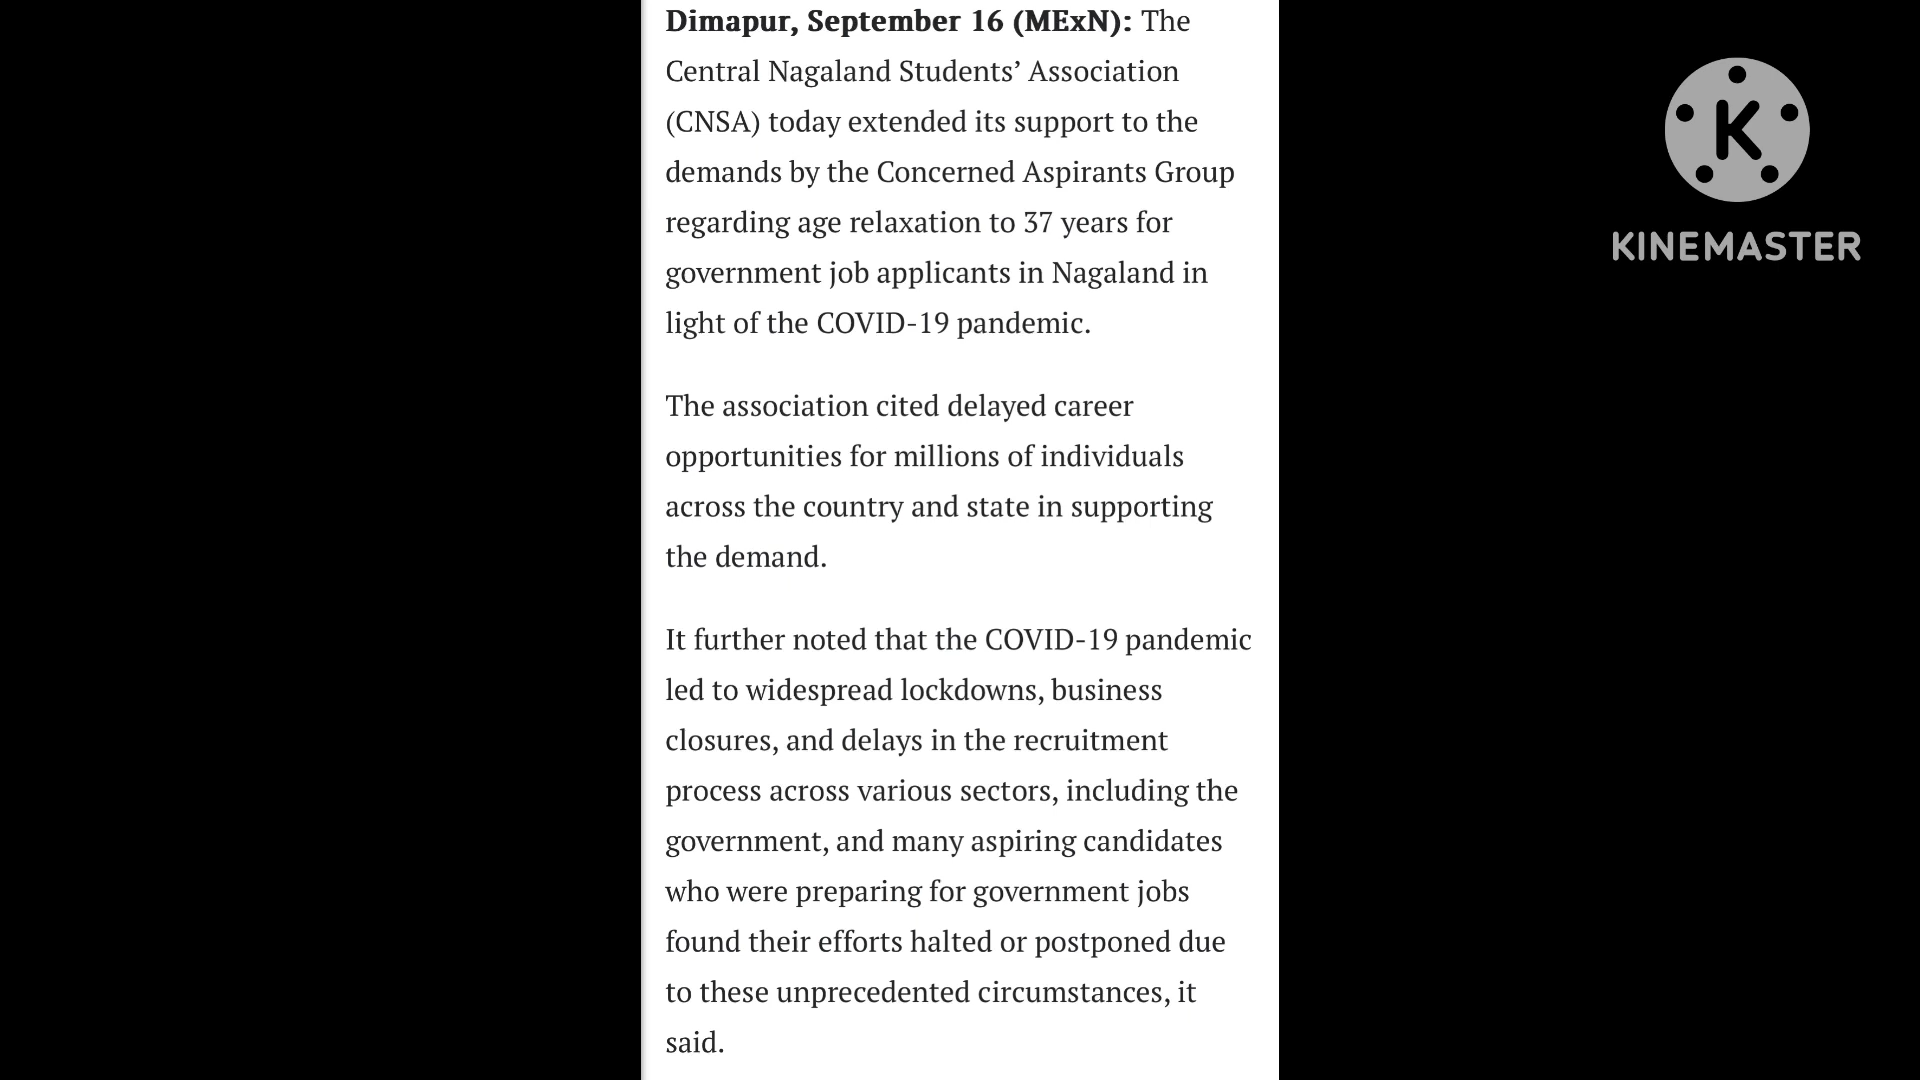 Dimapur, September 16 (MExN): The
Central Nagaland Students’ Association
(CNSA) today extended its support to the
demands by the Concerned Aspirants Group
regarding age relaxation to 37 years for
government job applicants in Nagaland in
light of the COVID-19 pandemic.
The association cited delayed career
opportunities for millions of individuals
across the country and state in supporting
the demand.
It further noted that the COVID-19 pandemic
led to widespread lockdowns, business
closures, and delays in the recruitment
process across various sectors, including the
government, and many aspiring candidates
who were preparing for government jobs
found their efforts halted or postponed due
to these unprecedented circumstances, it
said.
K
KINEMASTER